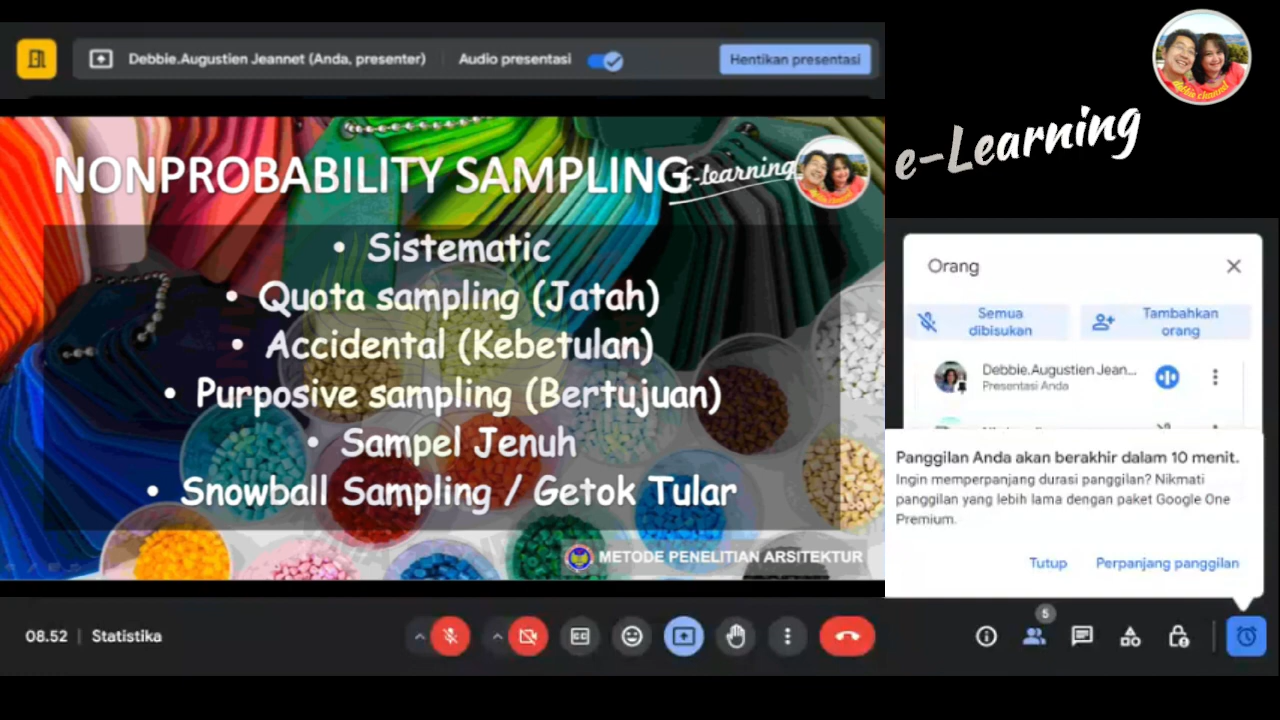 Debbie.Augustien Jeannet (Anda, presenter)
Audio presentasi
Hentikan presentasi
e-Learning
NONPROBABILITY SAMPLING
E-learning
• Sistematic
• Quota sampling (Jatah)
• Accidental (Kebetulan)
• Purposive sampling (Bertujuan)
• Sampel Jenuh
• Snowball Sampling / Getok Tular
METODE PENELITIAN ARSITEKTUR
Orang
Semua
dibisukan
Tambahkan
orang
Debbie.Augustien Jean...
Presentasi Anda
Panggilan Anda akan berakhir dalam 10 menit.
Ingin memperpanjang durasi panggilan? Nikmati
panggilan yang lebih lama dengan paket Google One
Premium.
Tutup
Perpanjang panggilan
08.52 | Statistika
CC
5